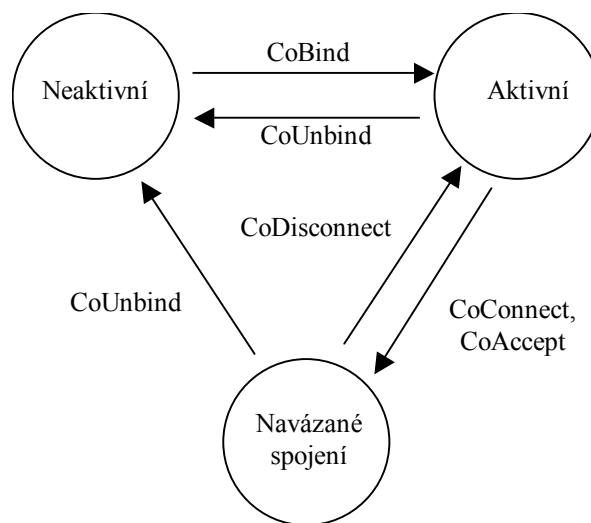 CoBind
Neaktivní
Aktivní
CoUnbind
CoDisconnect
CoUnbind
CoConnect,
CoAccept
Navázané
spojení